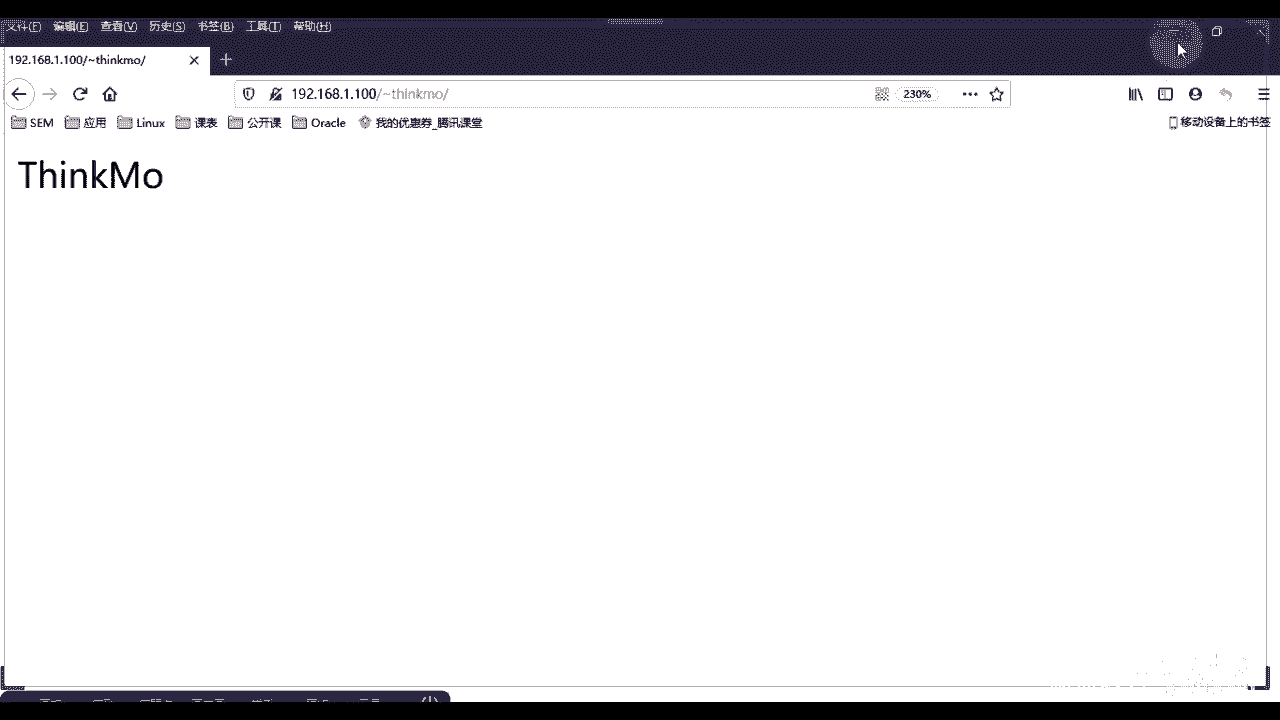 文件(F) 编辑(E) 查看(V) 历史(S) 书签(B) 工具(T) 帮助(H)
192.168.1.100/~thinkmo/
192.168.1.100/~thinkmo/ 230%
SEM 应用 Linux 课表 公开课 Oracle 我的优惠券_腾讯课堂 移动设备上的书签
ThinkMo